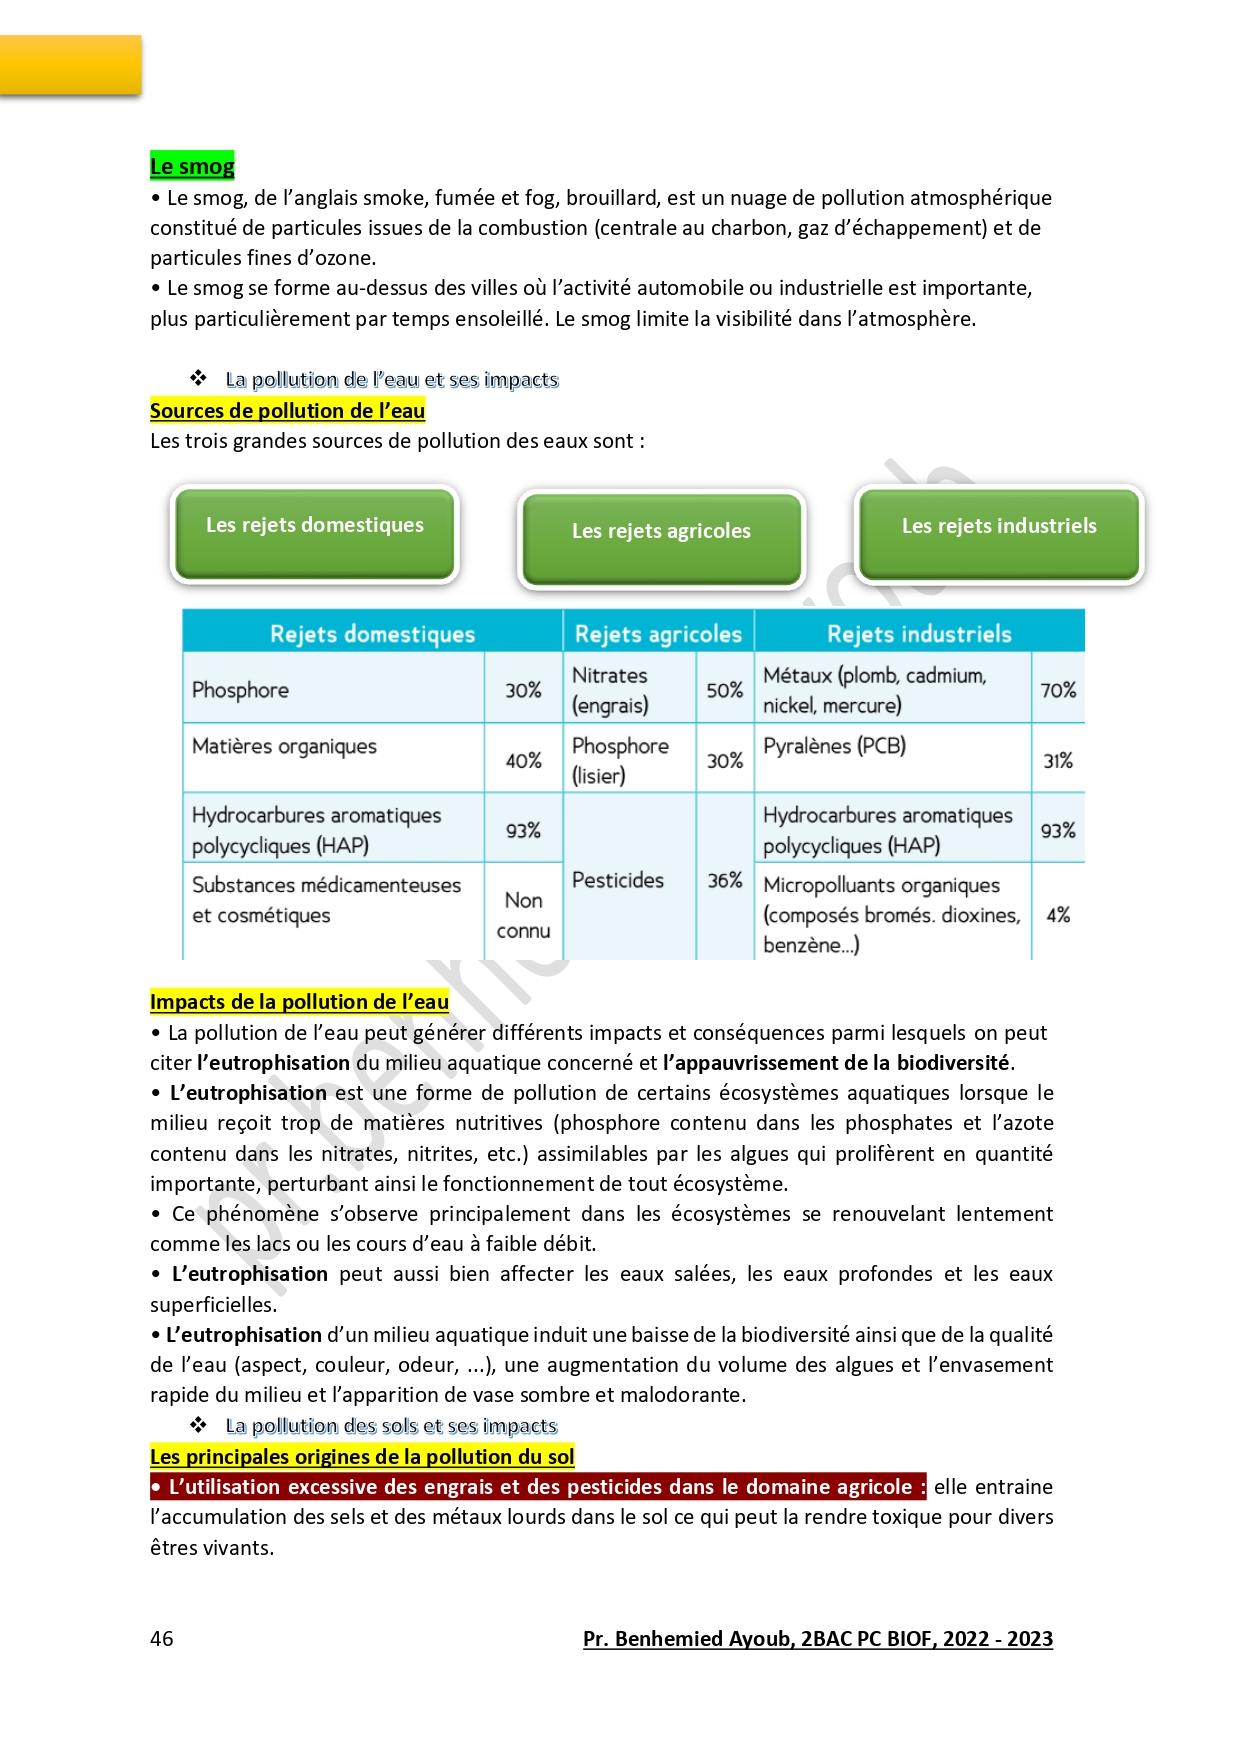 Le smog
• Le smog, de l’anglais smoke, fumée et fog, brouillard, est un nuage de pollution atmosphérique
constitué de particules issues de la combustion (centrale au charbon, gaz d’échappement) et de
particules fines d’ozone.
• Le smog se forme au-dessus des villes où l’activité automobile ou industrielle est importante,
plus particulièrement par temps ensoleillé. Le smog limite la visibilité dans l’atmosphère.
❖ La pollution de l’eau et ses impacts
Sources de pollution de l’eau
Les trois grandes sources de pollution des eaux sont :
Les rejets domestiques
Les rejets agricoles
Les rejets industriels
Rejets domestiques
Rejets agricoles
Rejets industriels
Phosphore
30%
Nitrates
(engrais)
50%
Métaux (plomb, cadmium,
nickel, mercure)
70%
Matières organiques
40%
Phosphore
(lisier)
30%
Pyralènes (PCB)
31%
Hydrocarbures aromatiques
polycycliques (HAP)
93%
Pesticides
36%
Hydrocarbures aromatiques
polycycliques (HAP)
93%
Substances médicamenteuses
et cosmétiques
Non
connu
Micropolluants organiques
(composés bromés. dioxines,
benzène...)
4%
Impacts de la pollution de l’eau
• La pollution de l’eau peut générer différents impacts et conséquences parmi lesquels on peut
citer l’eutrophisation du milieu aquatique concerné et l’appauvrissement de la biodiversité.
• L’eutrophisation est une forme de pollution de certains écosystèmes aquatiques lorsque le
milieu reçoit trop de matières nutritives (phosphore contenu dans les phosphates et l’azote
contenu dans les nitrates, nitrites, etc.) assimilables par les algues qui prolifèrent en quantité
importante, perturbant ainsi le fonctionnement de tout écosystème.
• Ce phénomène s’observe principalement dans les écosystèmes se renouvelant lentement
comme les lacs ou les cours d’eau à faible débit.
• L’eutrophisation peut aussi bien affecter les eaux salées, les eaux profondes et les eaux
superficielles.
• L’eutrophisation d’un milieu aquatique induit une baisse de la biodiversité ainsi que de la qualité
de l’eau (aspect, couleur, odeur, ...), une augmentation du volume des algues et l’envasement
rapide du milieu et l’apparition de vase sombre et malodorante.
❖ La pollution des sols et ses impacts
Les principales origines de la pollution du sol
• L’utilisation excessive des engrais et des pesticides dans le domaine agricole : elle entraine
l’accumulation des sels et des métaux lourds dans le sol ce qui peut la rendre toxique pour divers
êtres vivants.
46
Pr. Benhemied Ayoub, 2BAC PC BIOF, 2022 - 2023